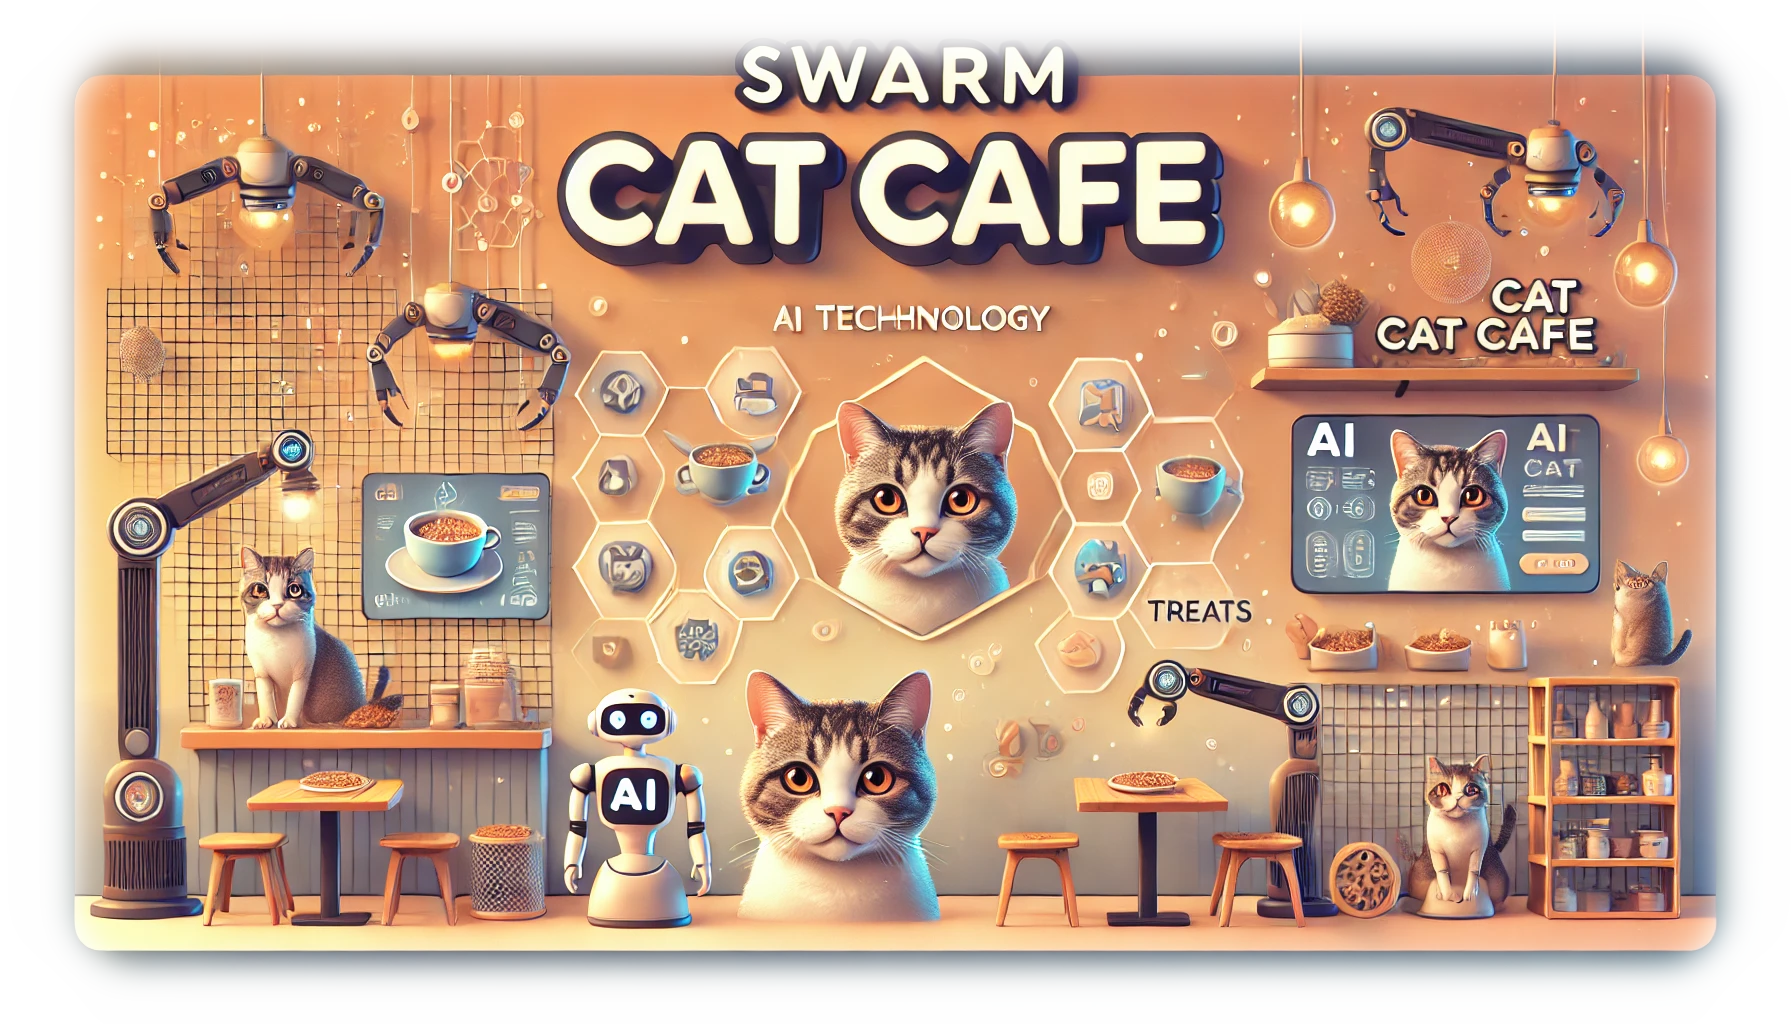 SWARM
CAT CAFE
AI TECHHNOLOGY
CAT
CAT CAFE
AI
AI
CAT
TREATS
AI